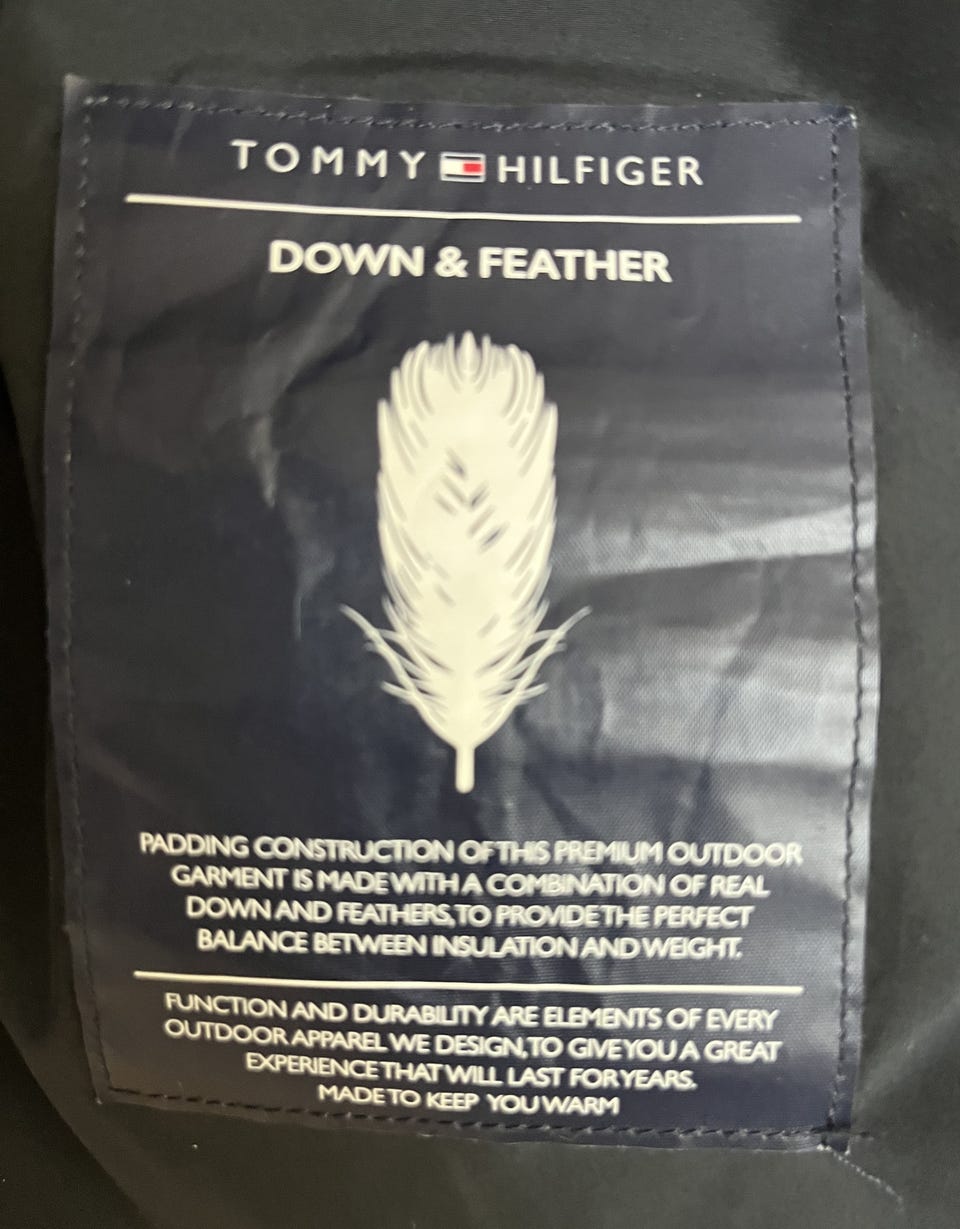 TOMMY HILFIGER
DOWN & FEATHER
PADDING CONSTRUCTION OF THIS PREMIUM OUTDOOR
GARMENT IS MADE WITH A COMBINATION OF REAL
DOWN AND FEATHERS, TO PROVIDE THE PERFECT
BALANCE BETWEEN INSULATION AND WEIGHT.
FUNCTION AND DURABILITY ARE ELEMENTS OF EVERY
OUTDOOR APPAREL WE DESIGN, TO GIVE YOU A GREAT
EXPERIENCE THAT WILL LAST FOR YEARS.
MADE TO KEEP YOU WARM